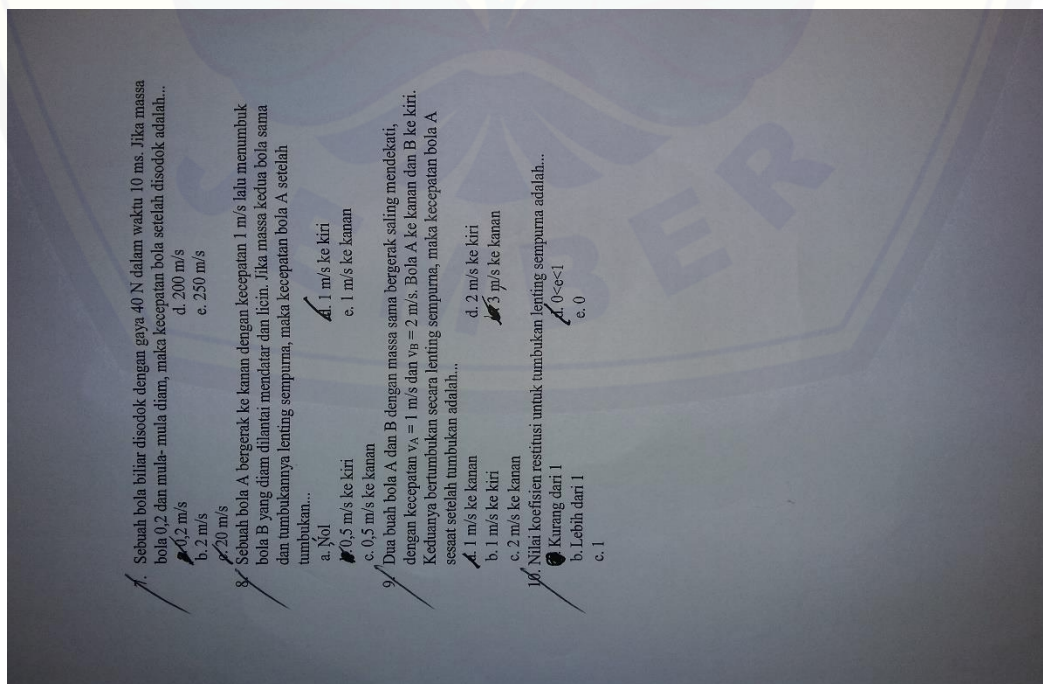 7. Sebuah bola biliar disodok dengan gaya 40 N dalam waktu 10 ms. Jika massa
bola 0,2 dan mula- mula diam, maka kecepatan bola setelah disodok adalah...
0,2 m/s
b. 2 m/s
c. 20 m/s
d. 200 m/s
e. 250 m/s
8. Sebuah bola A bergerak ke kanan dengan kecepatan 1 m/s lalu menumbuk
bola B yang diam dilantai mendatar dan licin. Jika massa kedua bola sama
dan tumbukannya lenting sempurna, maka kecepatan bola A setelah
tumbukan...
a. Nol
b. 0,5 m/s ke kiri
c. 0,5 m/s ke kanan
d. 1 m/s ke kiri
e. 1 m/s ke kanan
9. Dua buah bola A dan B dengan massa sama bergerak saling mendekati,
dengan kecepatan vA = 1 m/s dan vB = 2 m/s. Bola A ke kanan dan B ke kiri.
Keduanya bertumbukan secara lenting sempurna, maka kecepatan bola A
sesaat setelah tumbukan adalah...
a. 1 m/s ke kanan
b. 1 m/s ke kiri
c. 2 m/s ke kanan
d. 2 m/s ke kiri
3 m/s ke kanan
10. Nilai koefisien restitusi untuk tumbukan lenting sempurna adalah...
Kurang dari 1
b. Lebih dari 1
c. 1
d. 0<e<1
e. 0